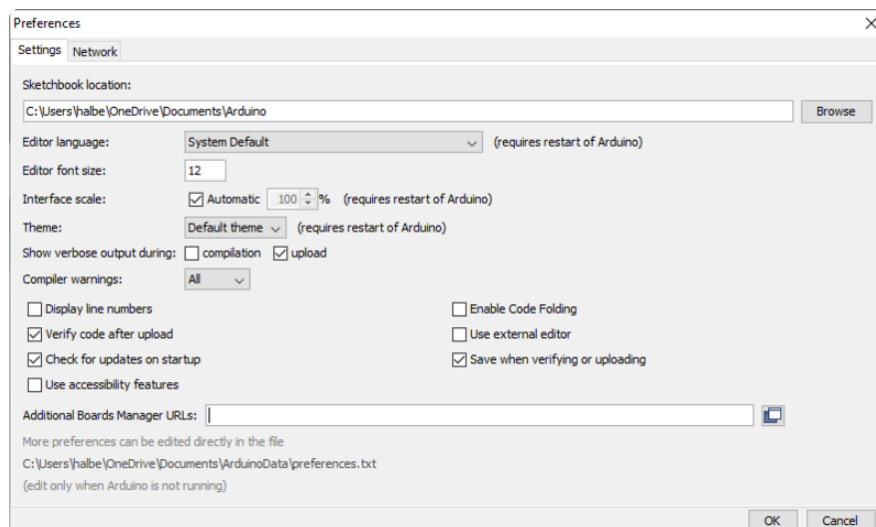 Preferences
Settings Network
Sketchbook location:
C:\Users\halbe\OneDrive\Documents\Arduino Browse
Editor language: System Default (requires restart of Arduino)
Editor font size: 12
Interface scale: Automatic 100 % (requires restart of Arduino)
Theme: Default theme (requires restart of Arduino)
Show verbose output during: compilation upload
Compiler warnings: All
Display line numbers Enable Code Folding
Verify code after upload Use external editor
Check for updates on startup Save when verifying or uploading
Use accessibility features
Additional Boards Manager URLs:
More preferences can be edited directly in the file
C:\Users\halbe\OneDrive\Documents\ArduinoData\preferences.txt
(edit only when Arduino is not running)
OK Cancel